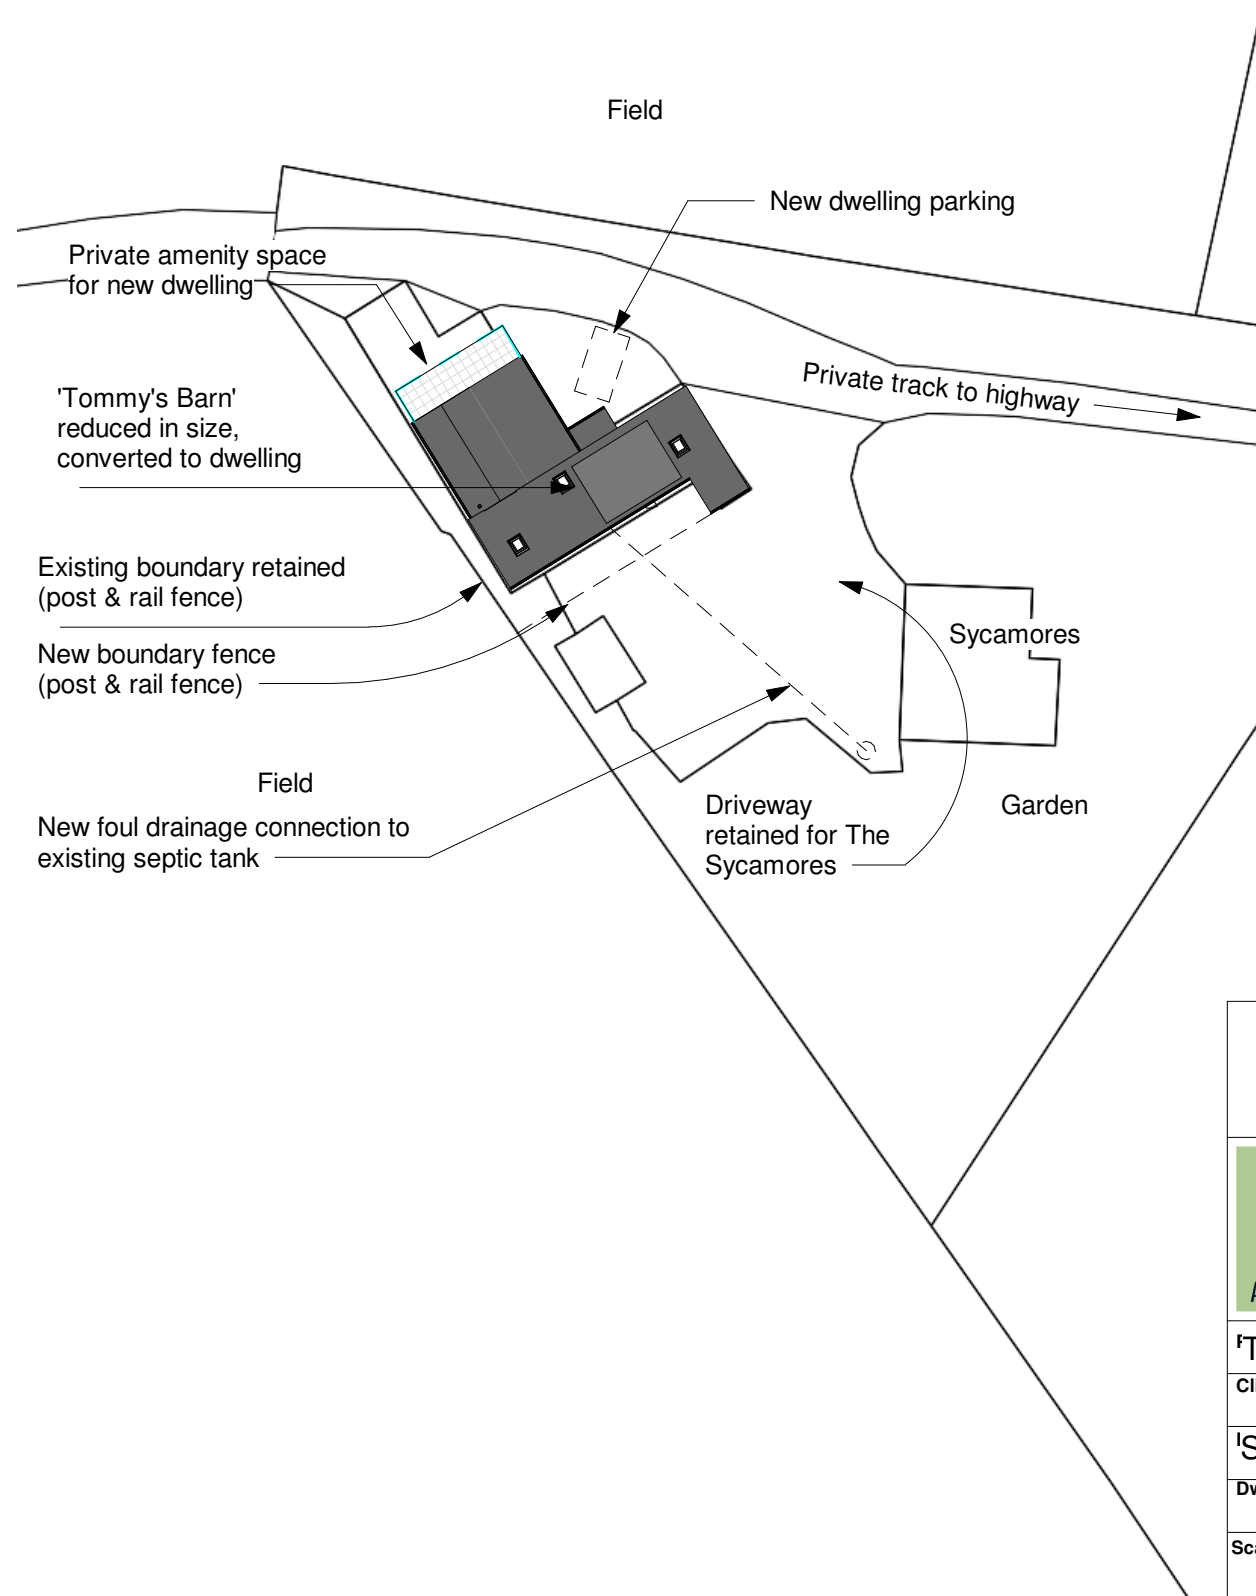 Field
New dwelling parking
Private amenity space
for new dwelling
Private track to highway
'Tommy's Barn'
reduced in size,
converted to dwelling
Existing boundary retained
(post & rail fence)
New boundary fence
(post & rail fence)
Sycamores
Field
New foul drainage connection to
existing septic tank
Driveway
retained for The
Sycamores
Garden